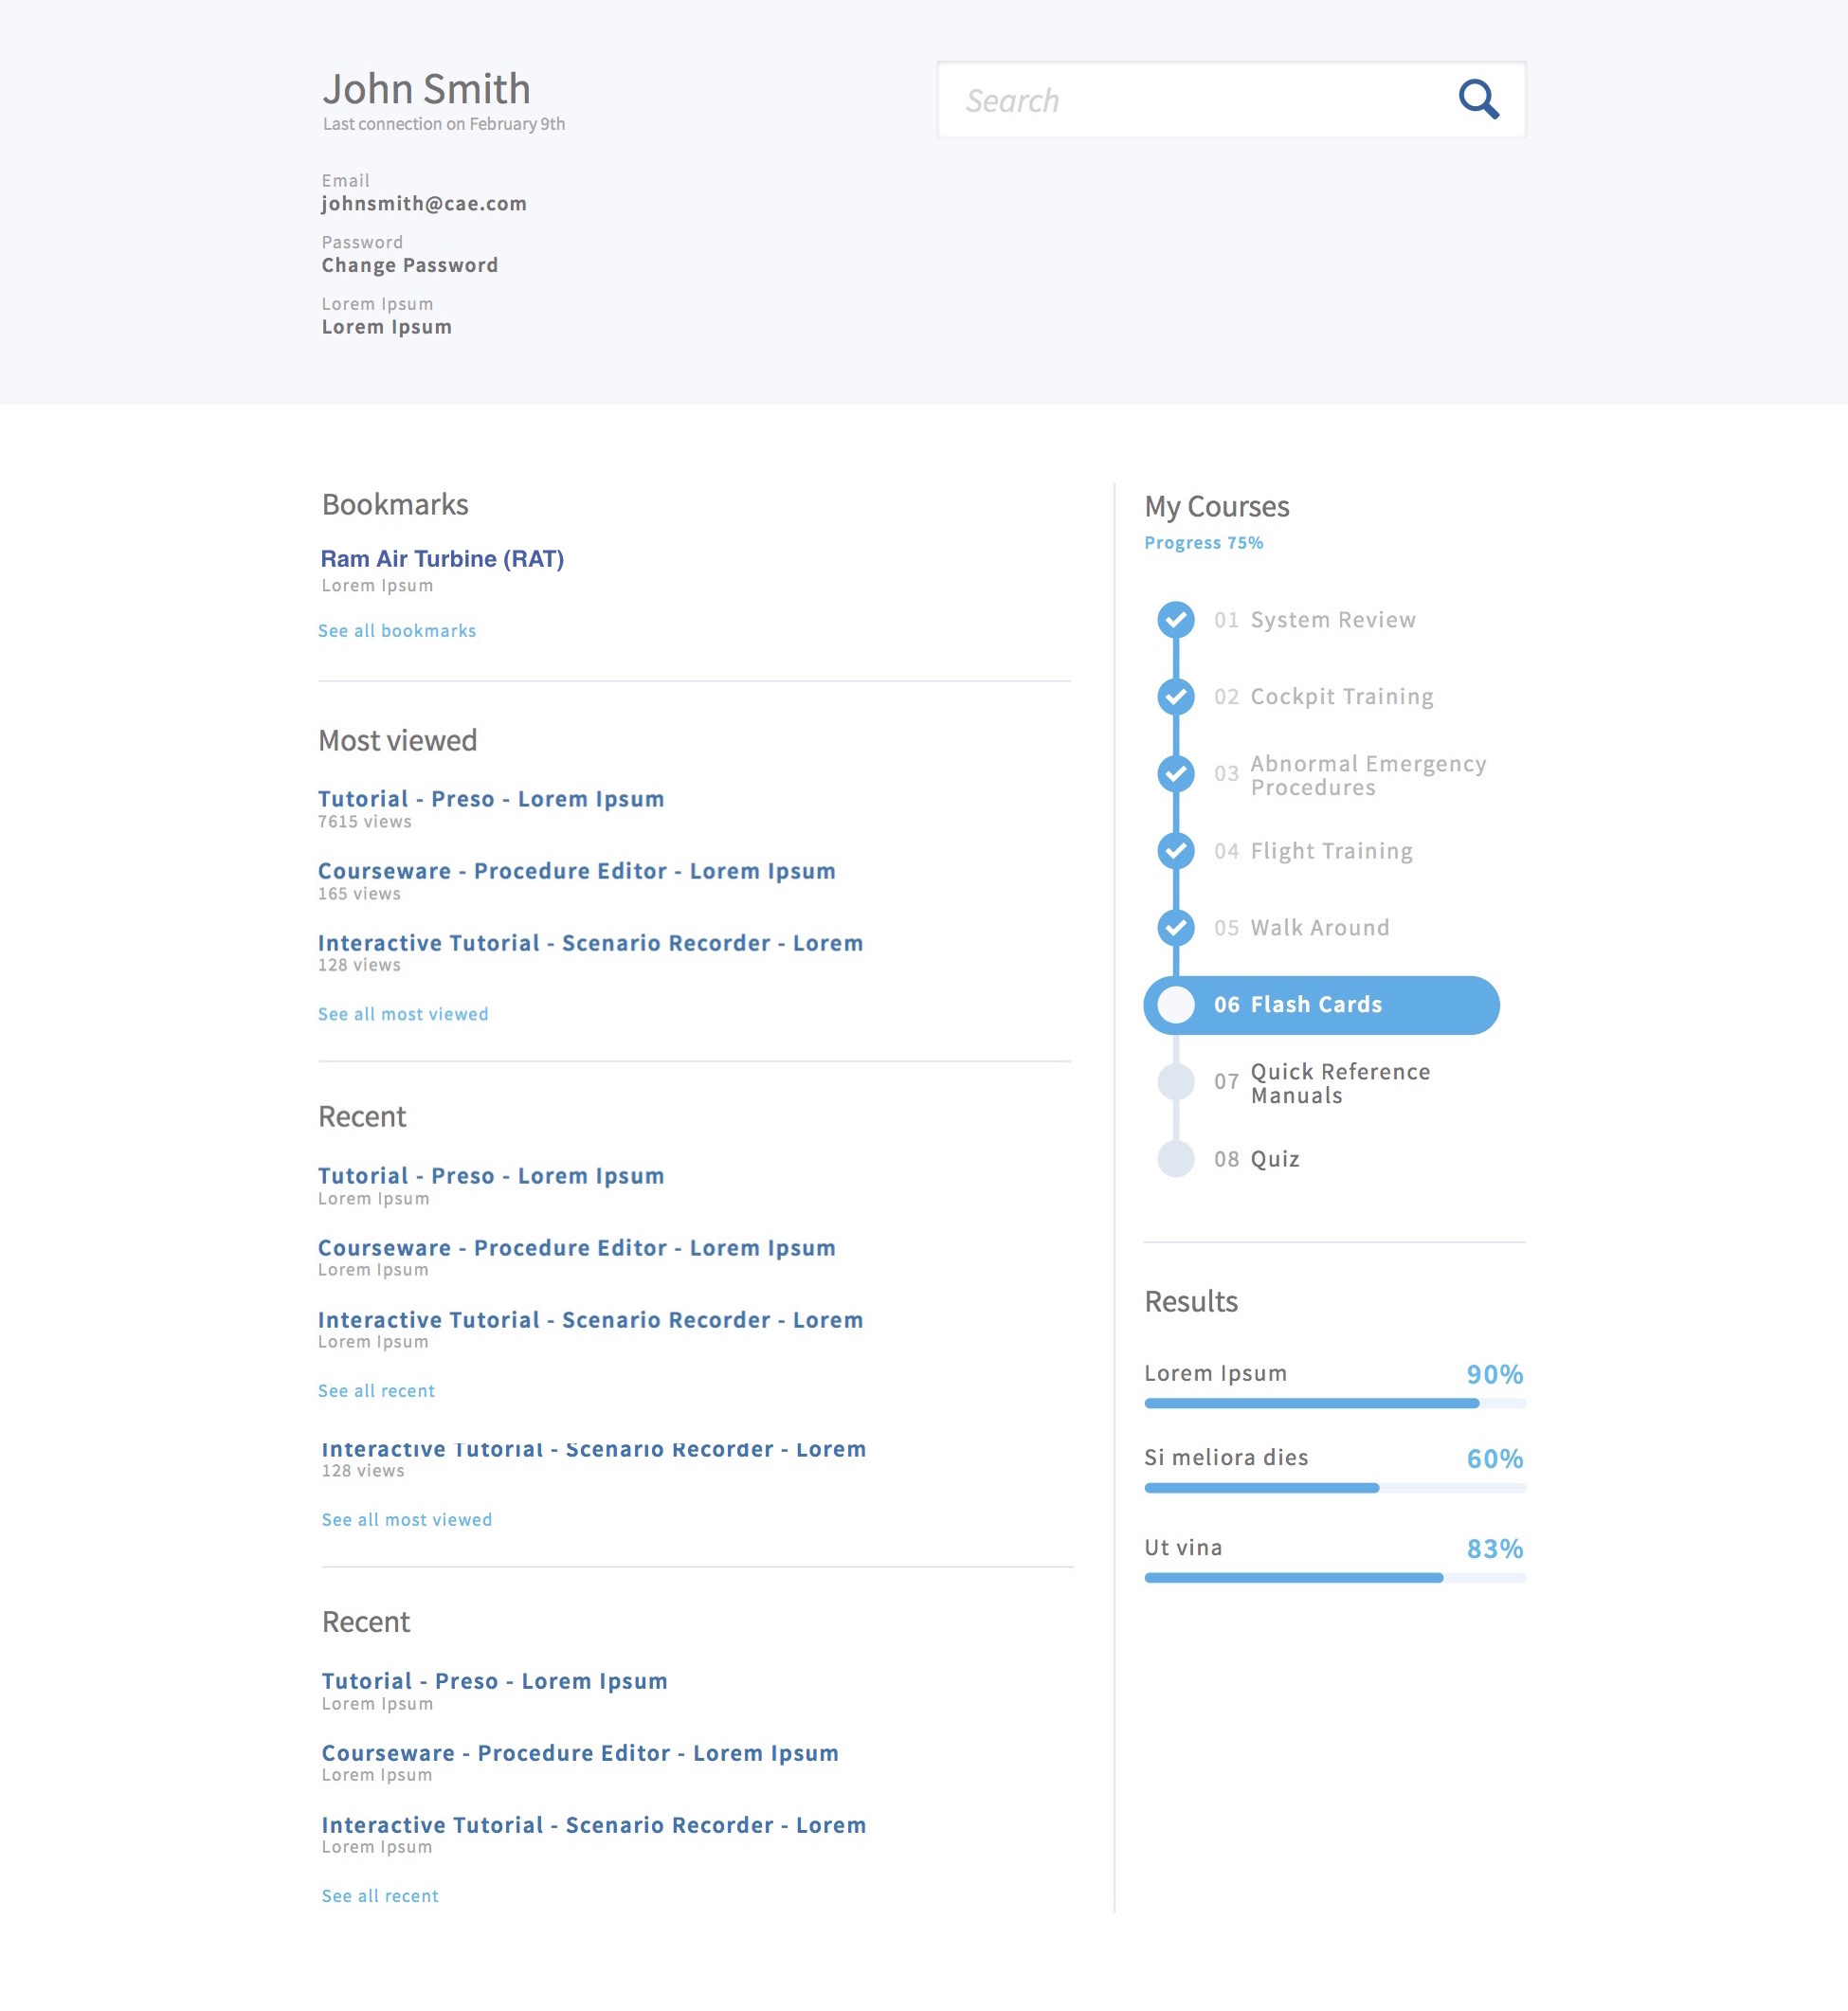 John Smith
Last connection on February 9th
Search
Email
johnsmith@cae.com
Password
Change Password
Lorem Ipsum
Lorem Ipsum
Bookmarks
Ram Air Turbine (RAT)
Lorem Ipsum
See all bookmarks
Most viewed
Tutorial - Preso - Lorem Ipsum
7615 views
Courseware - Procedure Editor - Lorem Ipsum
165 views
Interactive Tutorial - Scenario Recorder - Lorem
128 views
See all most viewed
Recent
Tutorial - Preso - Lorem Ipsum
Lorem Ipsum
Courseware - Procedure Editor - Lorem Ipsum
Lorem Ipsum
Interactive Tutorial - Scenario Recorder - Lorem
Lorem Ipsum
See all recent
Interactive Tutorial - Scenario Recorder - Lorem
128 views
See all most viewed
Recent
Tutorial - Preso - Lorem Ipsum
Lorem Ipsum
Courseware - Procedure Editor - Lorem Ipsum
Lorem Ipsum
Interactive Tutorial - Scenario Recorder - Lorem
Lorem Ipsum
See all recent
My Courses
Progress 75%
01 System Review
02 Cockpit Training
03 Abnormal Emergency
Procedures
04 Flight Training
05 Walk Around
06 Flash Cards
07 Quick Reference
Manuals
08 Quiz
Results
Lorem Ipsum 90%
Si meliora dies 60%
Ut vina 83%